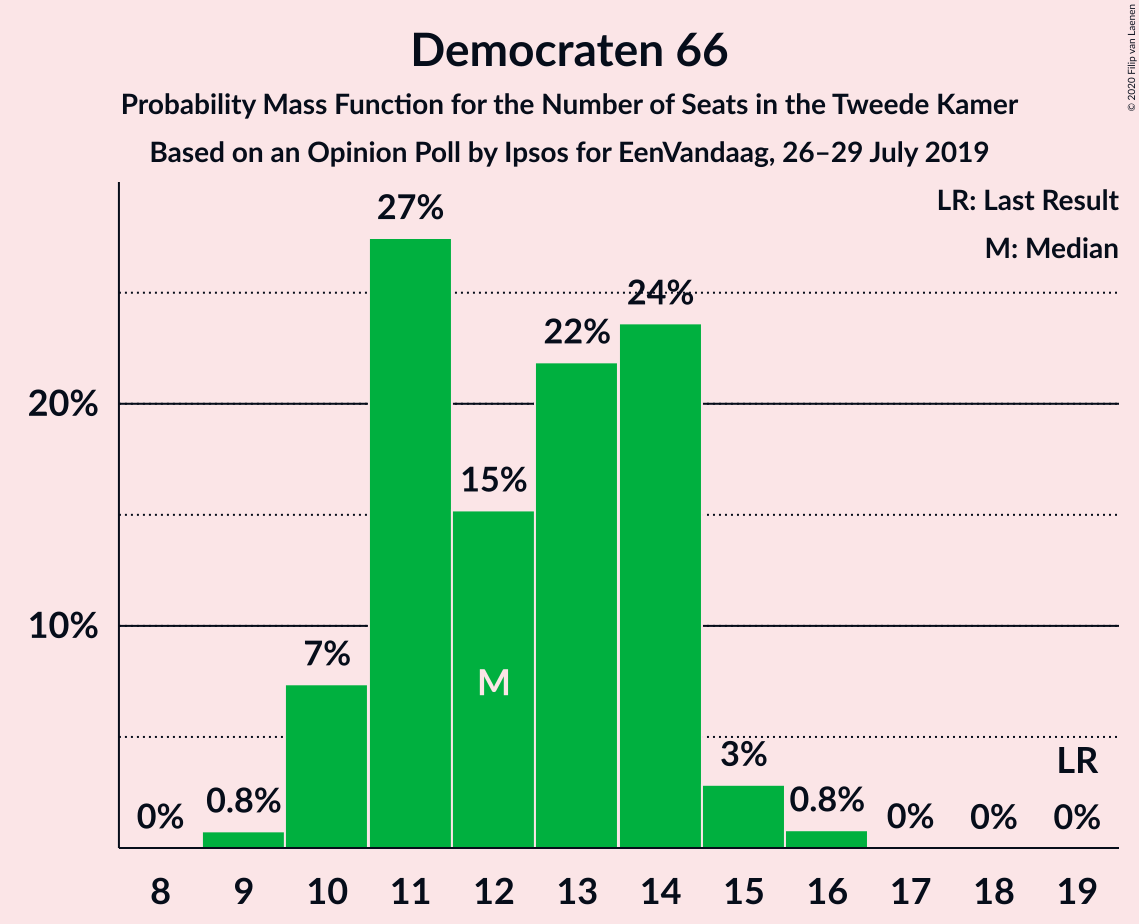 Democraten 66
Probability Mass Function for the Number of Seats in the Tweede Kamer
Based on an Opinion Poll by Ipsos for EenVandaag, 26–29 July 2019
© 2020 Filip van Laenen
LR: Last Result
M: Median
27%
24%
22%
20%
15%
10%
7%
M
3%
LR
0%
0.8%
0.8%
0%
0%
0%
8 9 10 11 12 13 14 15 16 17 18 19